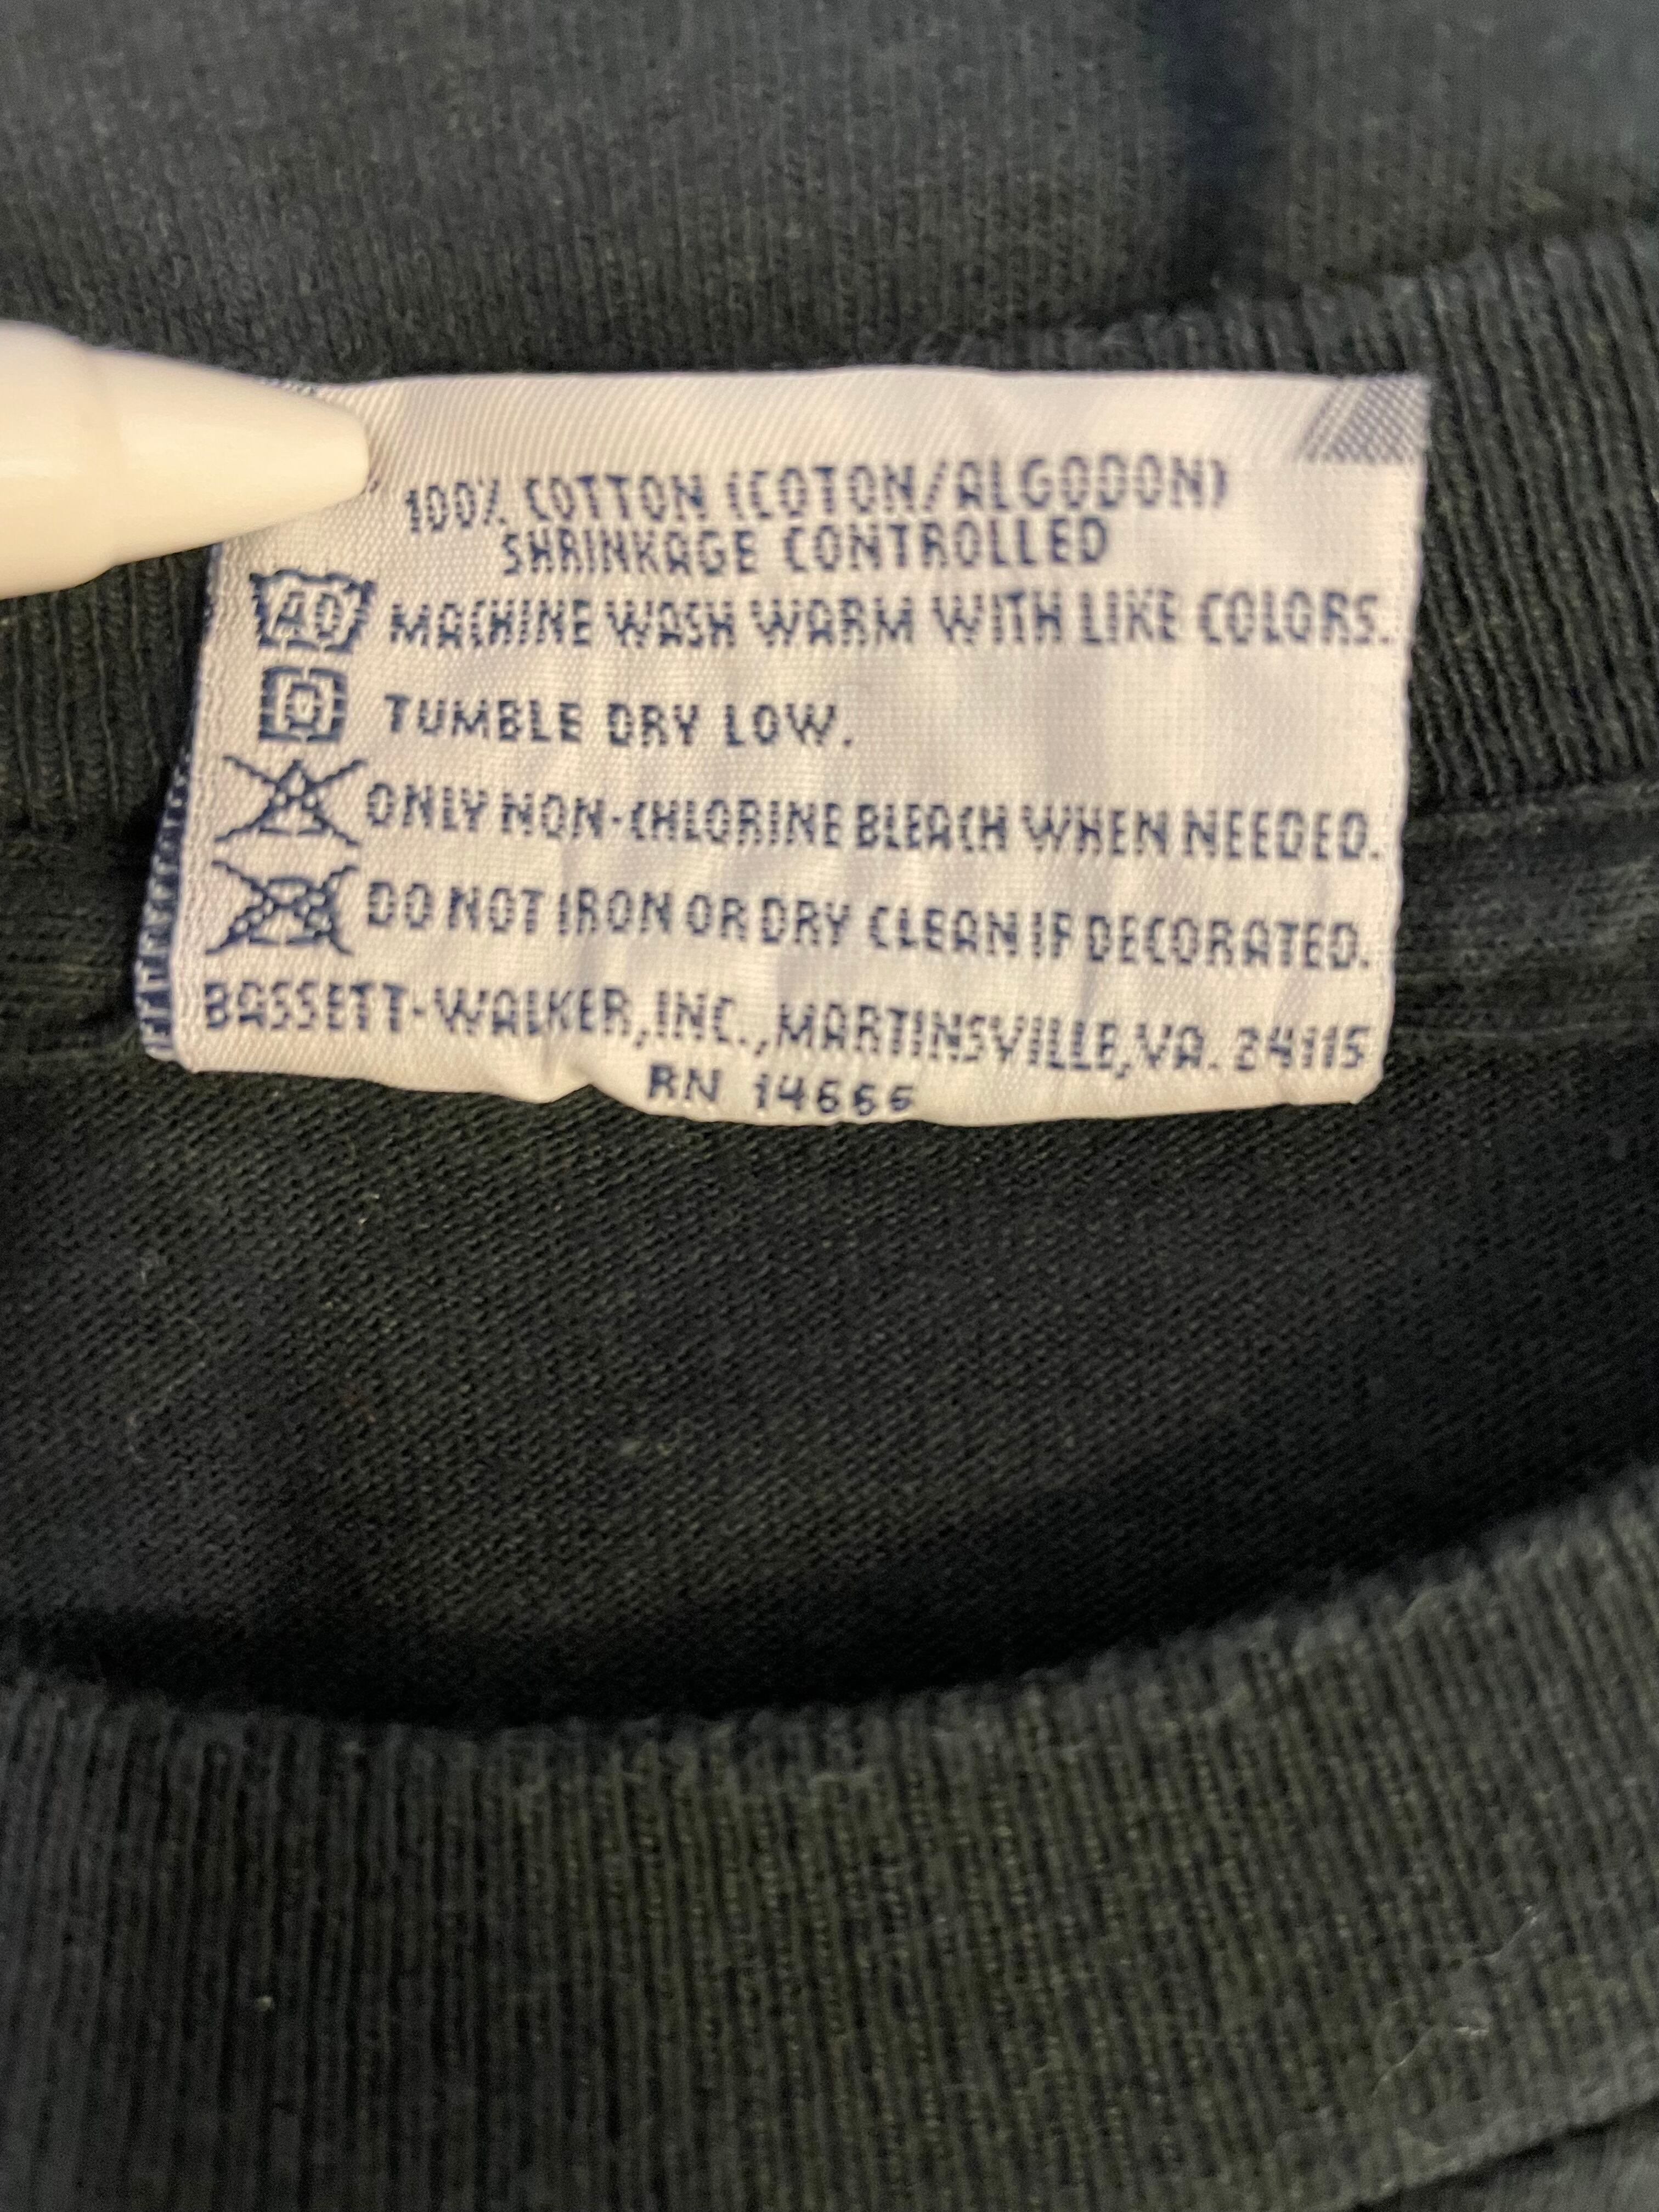 100% COTTON (COTON/ALGODON)
SHRINKAGE CONTROLLED
40 MACHINE WASH WARM WITH LIKE COLORS.
TUMBLE DRY LOW.
ONLY NON-CHLORINE BLEACH WHEN NEEDED.
DO NOT IRON OR DRY CLEAN IF DECORATED.
BASSETT-WALKER, INC., MARTINSVILLE, VA. 24115
RN 14666